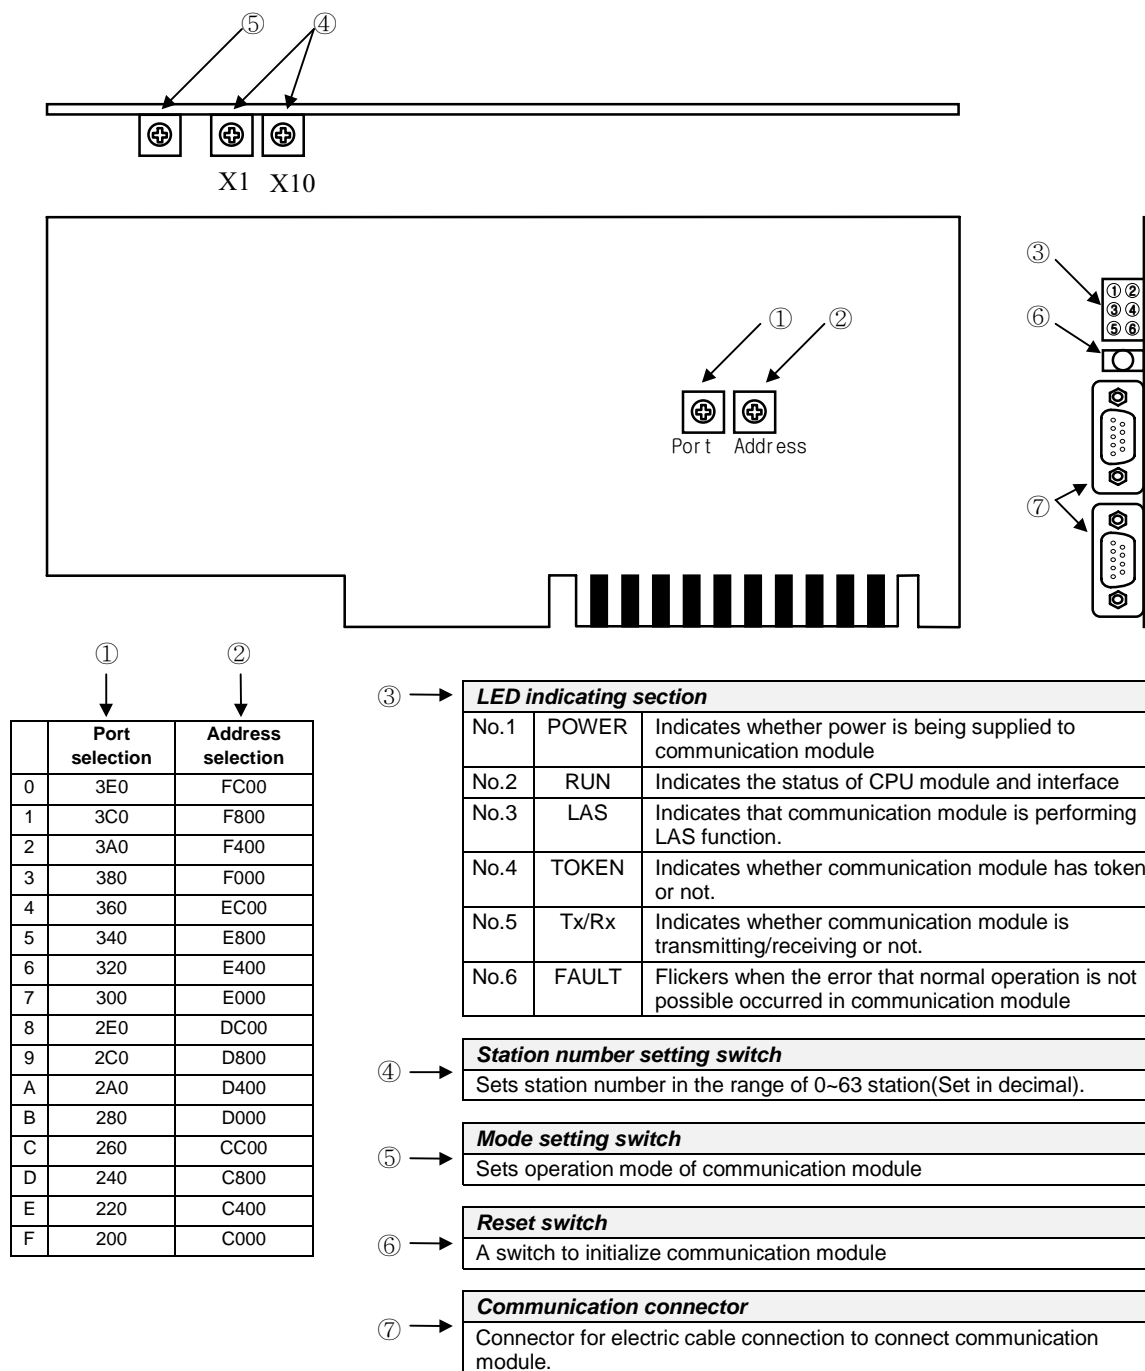 ⑤ ④
X1 X10
③
① ②
③ ④
⑤ ⑥
⑥
① ②
Port Address
⑦
① ②
Port selection Address selection
0 3E0 FC00
1 3C0 F800
2 3A0 F400
3 380 F000
4 360 EC00
5 340 E800
6 320 E400
7 300 E000
8 2E0 DC00
9 2C0 D800
A 2A0 D400
B 280 D000
C 260 CC00
D 240 C800
E 220 C400
F 200 C000
③
LED indicating section
No.1 POWER Indicates whether power is being supplied to
communication module
No.2 RUN Indicates the status of CPU module and interface
No.3 LAS Indicates that communication module is performing
LAS function.
No.4 TOKEN Indicates whether communication module has token
or not.
No.5 Tx/Rx Indicates whether communication module is
transmitting/receiving or not.
No.6 FAULT Flickers when the error that normal operation is not
possible occurred in communication module
④
Station number setting switch
Sets station number in the range of 0~63 station(Set in decimal).
⑤
Mode setting switch
Sets operation mode of communication module
⑥
Reset switch
A switch to initialize communication module
⑦
Communication connector
Connector for electric cable connection to connect communication
module.